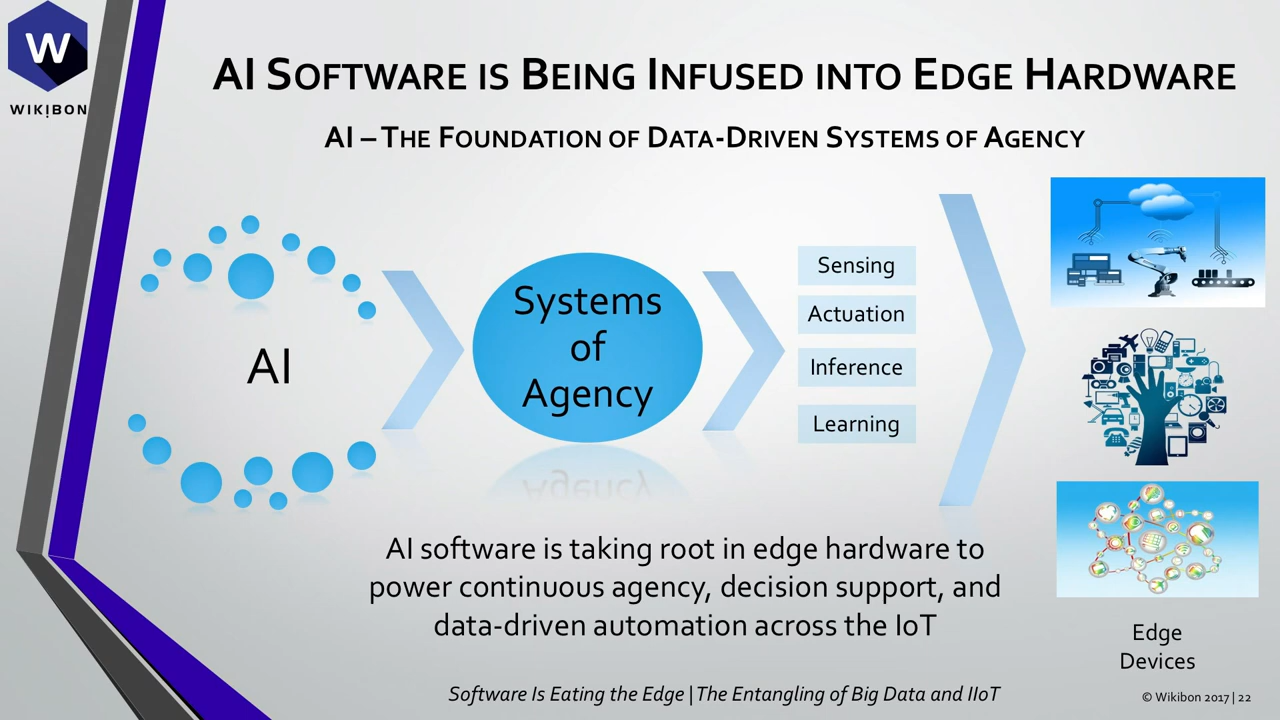 W
WIKIBON
AI SOFTWARE IS BEING INFUSED INTO EDGE HARDWARE
AI – THE FOUNDATION OF DATA-DRIVEN SYSTEMS OF AGENCY
AI
Systems
of
Agency
Sensing
Actuation
Inference
Learning
AI software is taking root in edge hardware to
power continuous agency, decision support, and
data-driven automation across the IoT
Edge
Devices
Software Is Eating the Edge | The Entangling of Big Data and IIoT
© Wikibon 2017 | 22